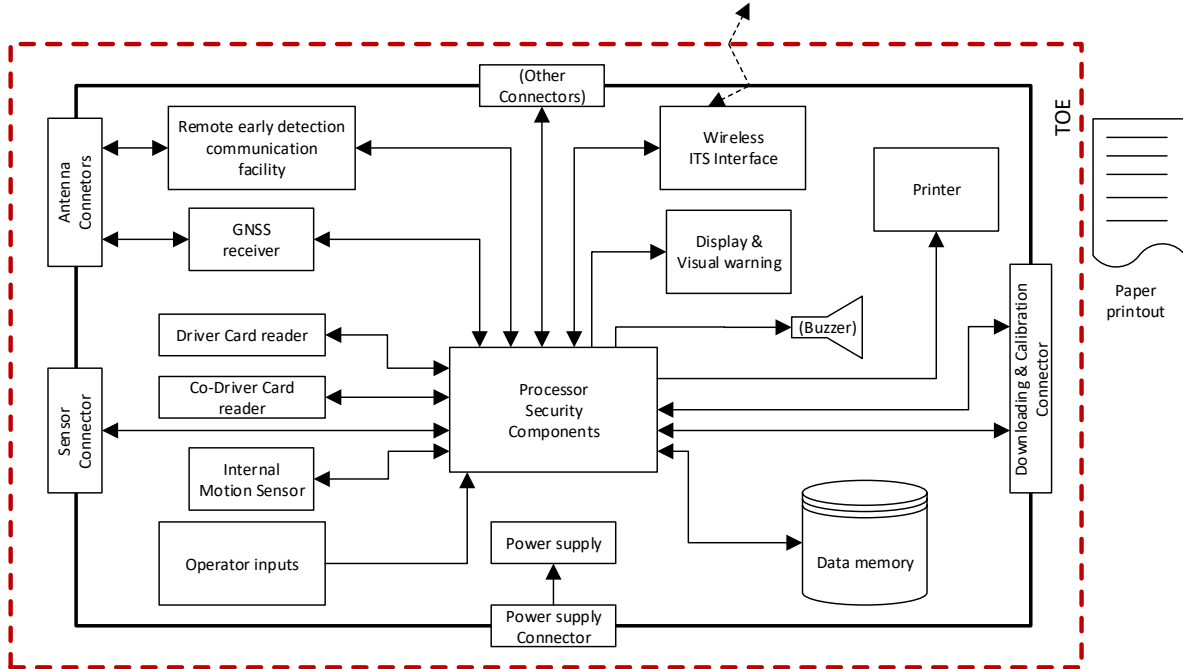 (Other
Connectors)
TOE
Antenna
Connetors
Remote early detection
communication
facility
Wireless
ITS Interface
Printer
GNSS
receiver
Display &
Visual warning
Paper
printout
Driver Card reader
(Buzzer)
Downloading & Calibration
Connector
Co-Driver Card
reader
Processor
Security
Components
Sensor
Connector
Internal
Motion Sensor
Operator inputs
Power supply
Data memory
Power supply
Connector